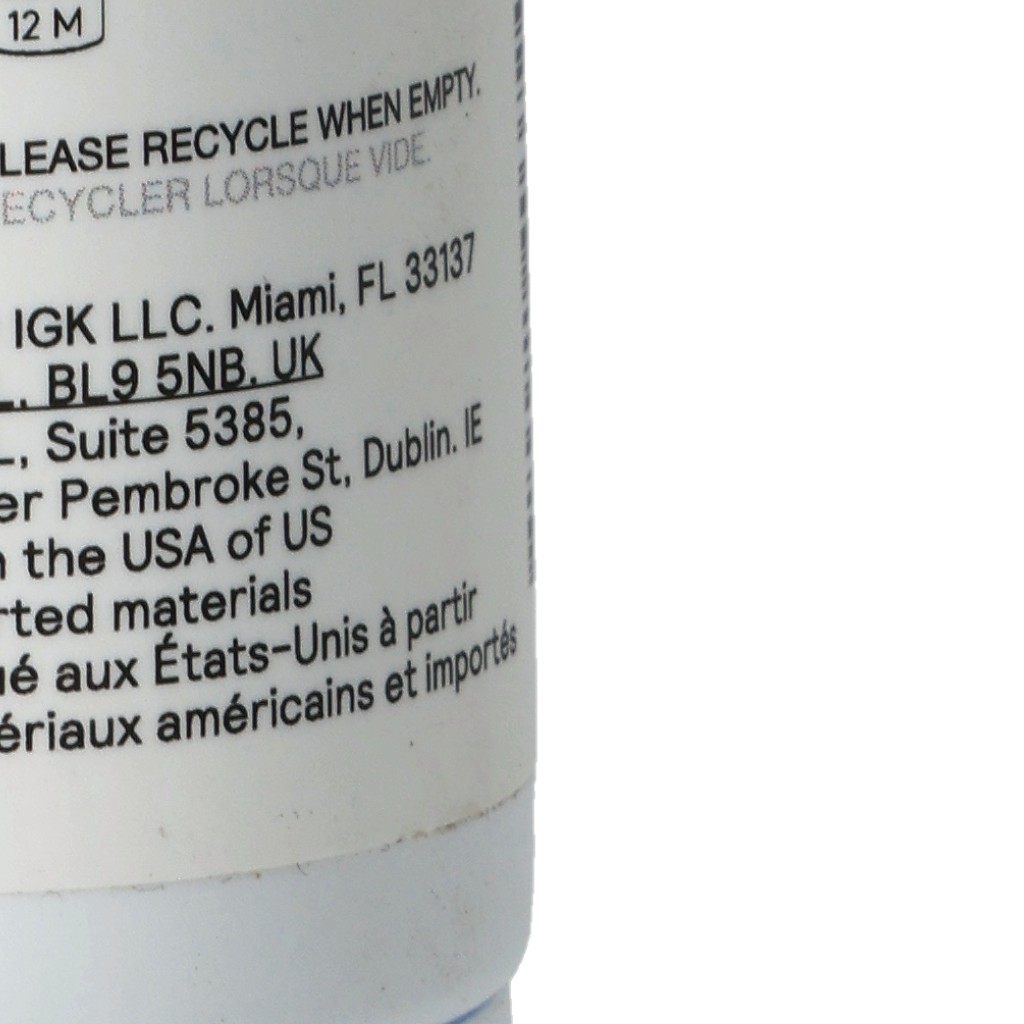 12 M
LEASE RECYCLE WHEN EMPTY.
ECYCLER LORSQUE VIDE.
IGK LLC. Miami, FL 33137
L. BL9 5NB. UK
L, Suite 5385,
er Pembroke St, Dublin. IE
n the USA of US
rted materials
ué aux États-Unis à partir
ériaux américains et importés